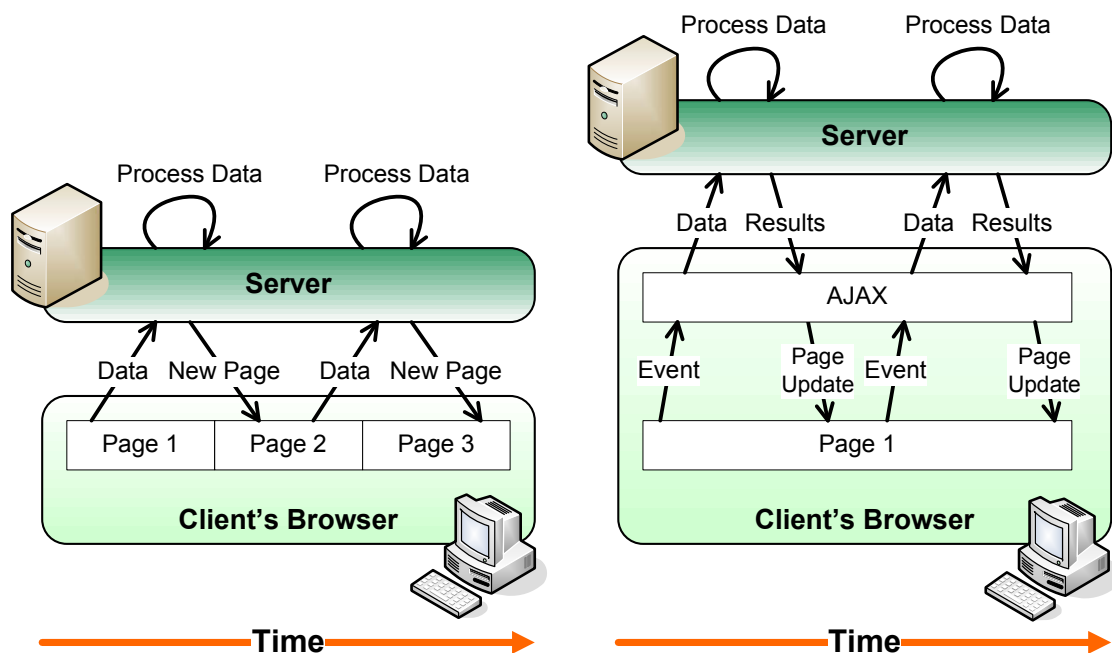 Process Data
Process Data
Server
Data
New Page
Data
New Page
Page 1
Page 2
Page 3
Client's Browser
Time
Process Data
Process Data
Server
Data
Results
Data
Results
AJAX
Event
Page
Update
Event
Page
Update
Page 1
Client's Browser
Time